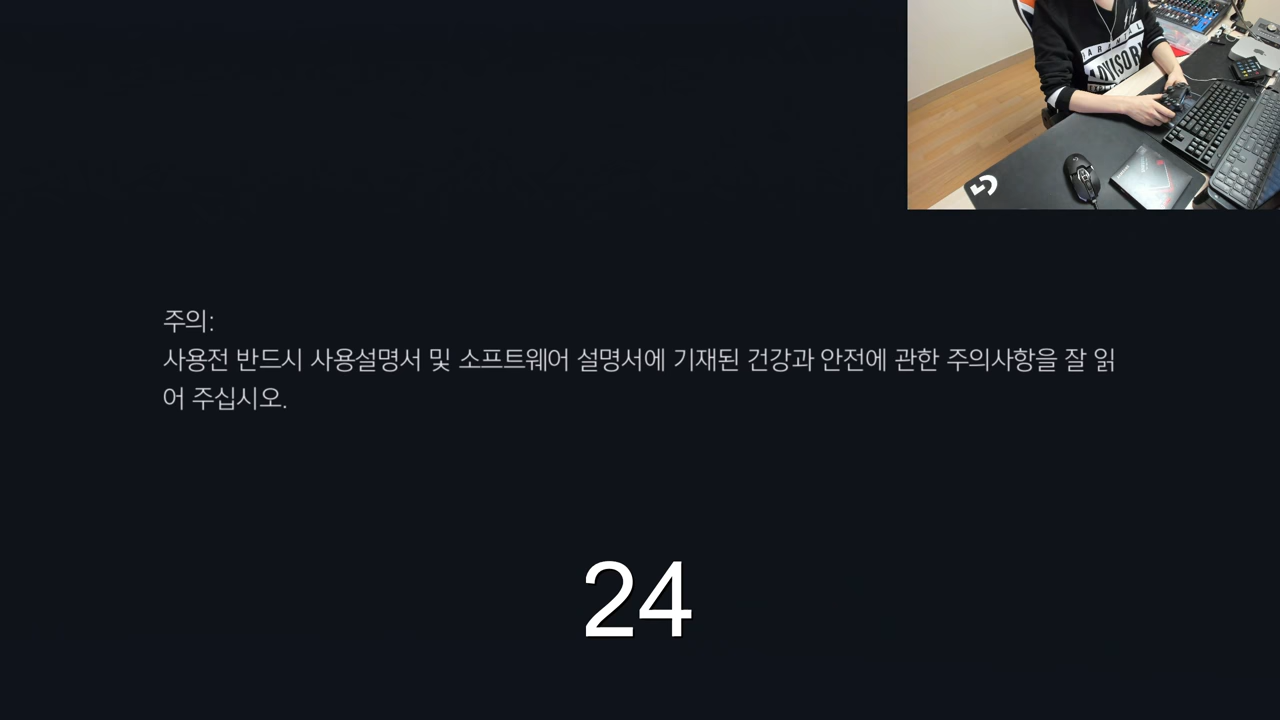 PARENTAL
ADVISORY
주의:
사용전 반드시 사용설명서 및 소프트웨어 설명서에 기재된 건강과 안전에 관한 주의사항을 잘 읽
어 주십시오.
24